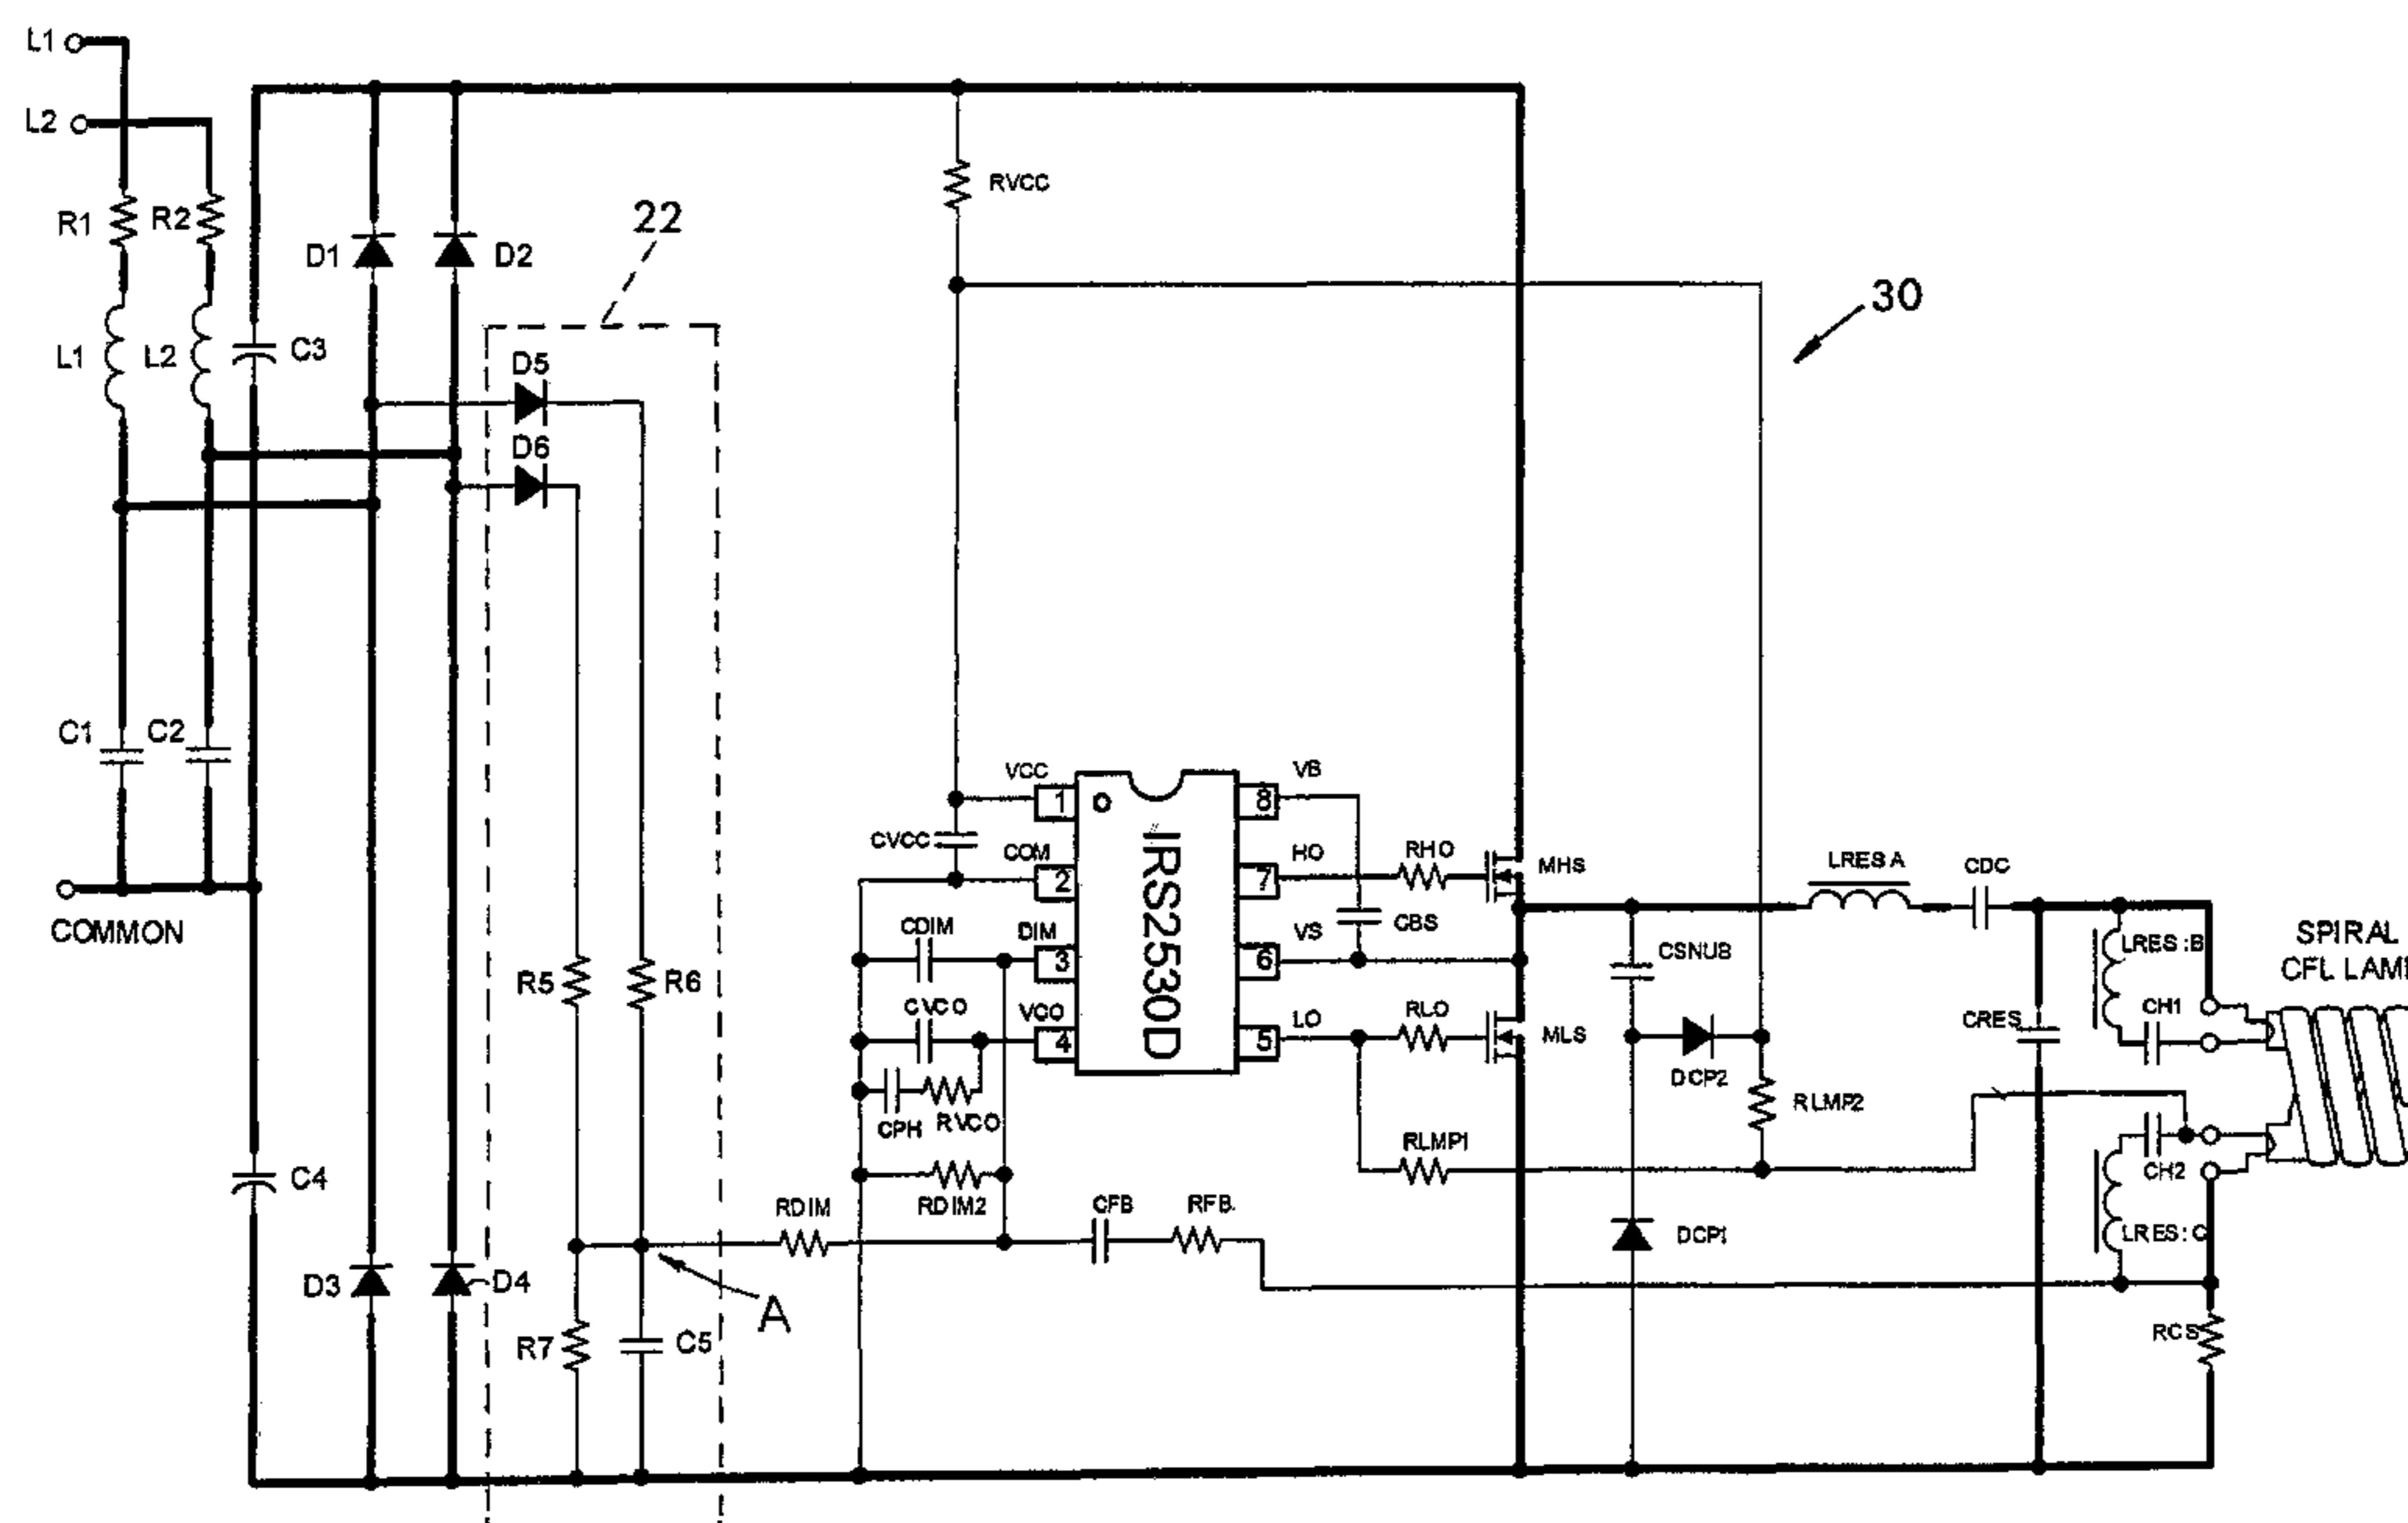 L1
L2
R1
R2
D1
D2
22
30
RVCC
L1
L2
C3
D5
D6
C1
C2
COMMON
VCC
1
8
VB
CVCC
COM
2
7
HO
RHO
MHS
CDIM
DIM
3
6
VS
CBS
CVCO
VCO
4
5
LO
RLO
MLS
CPH
RVCO
IRS2530D
R5
R6
LRES A
CDC
CSNUB
DCP2
RLMP2
RLMP1
CRES
LRES:B
CH1
SPIRAL
CH2
LRES:C
C4
RDIM2
RDIM
CFB
RFB
DCP1
D3
D4
A
R7
C5
RCS
CFL LAM